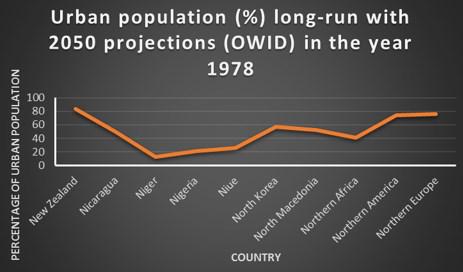 Urban population (%) long-run with
2050 projections (OWID) in the year
1978
PERCENTAGE OF URBAN POPULATION
100
80
60
40
20
0
New Zealand
Nicaragua
Niger
Nigeria
Niue
North Korea
North Macedonia
Northern Africa
Northern America
Northern Europe
COUNTRY